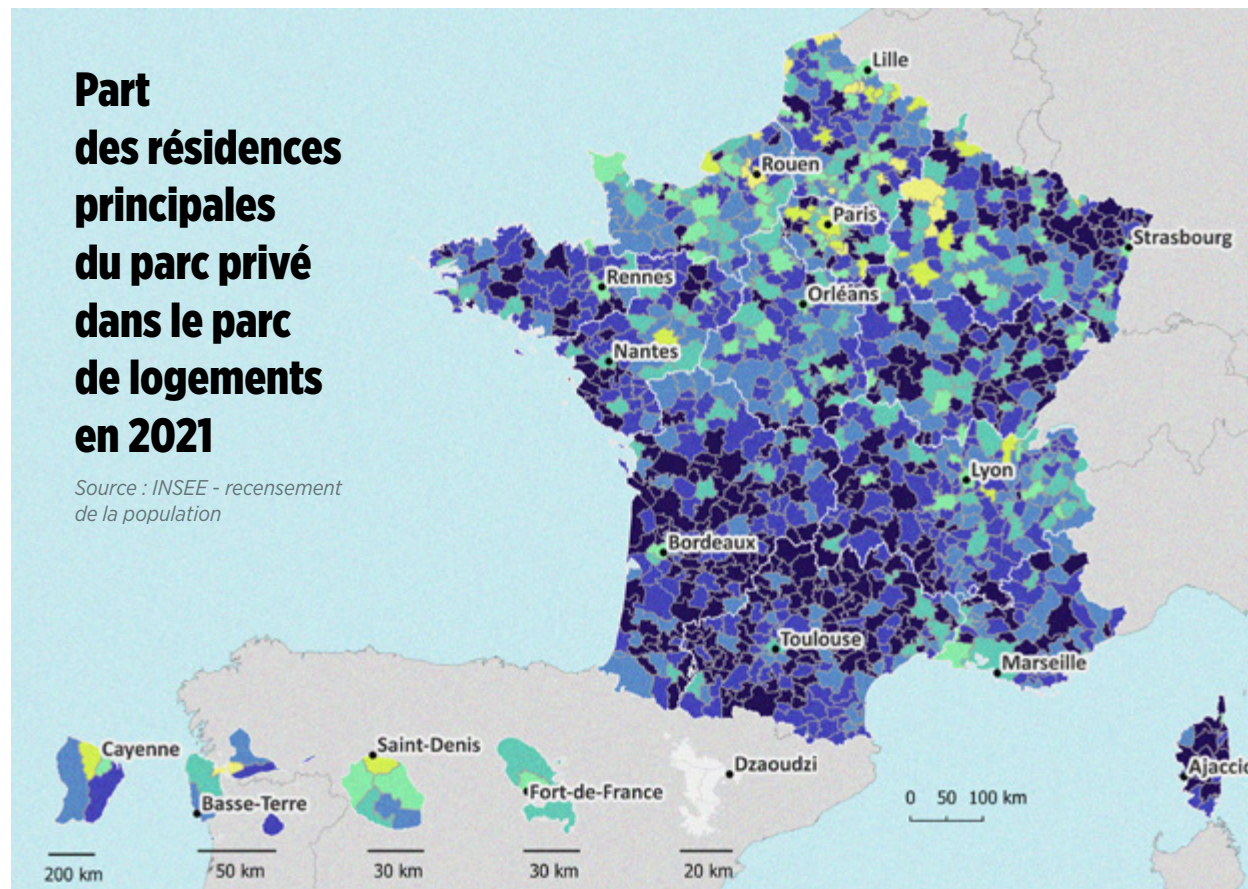 Part
des résidences
principales
du parc privé
dans le parc
de logements
en 2021
Source : INSEE - recensement
de la population
Lille
Rouen
Paris
Strasbourg
Rennes
Orléans
Nantes
Lyon
Bordeaux
Toulouse
Marseille
Cayenne
Saint-Denis
Dzaoudzi
Ajaccio
Basse-Terre
Fort-de-France
0 50 100 km
200 km
50 km
30 km
30 km
20 km